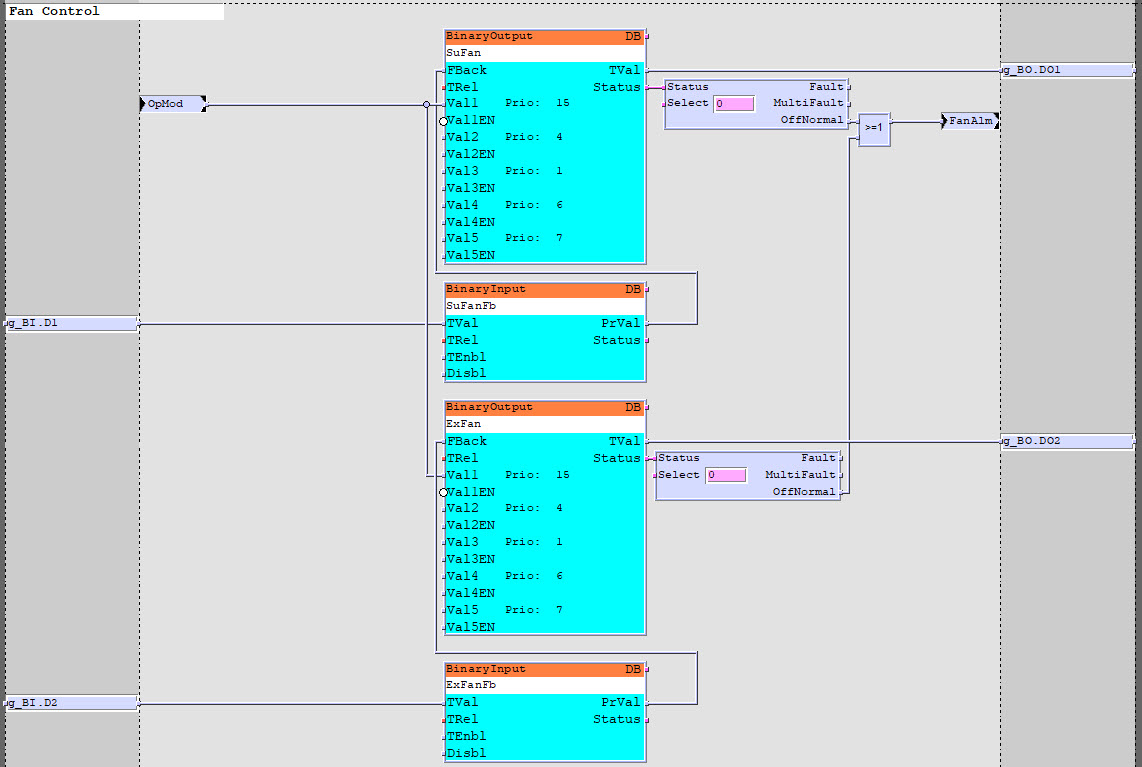 Fan Control
BinaryOutput DB
SuFan
FBack TVal
g_BO.DO1
TRel Status
Status Fault
OpMod
Val1 Prio: 15
Select 0 MultiFault
Val1EN
OffNormal
>=1
FanAlm
Val2 Prio: 4
Val2EN
Val3 Prio: 1
Val3EN
Val4 Prio: 6
Val4EN
Val5 Prio: 7
Val5EN
BinaryInput DB
SuFanFb
g_BI.D1
TVal PrVal
TRel Status
TEnbl
Disbl
BinaryOutput DB
ExFan
FBack TVal
g_BO.DO2
TRel Status
Status Fault
Val1 Prio: 15
Select 0 MultiFault
Val1EN
OffNormal
Val2 Prio: 4
Val2EN
Val3 Prio: 1
Val3EN
Val4 Prio: 6
Val4EN
Val5 Prio: 7
Val5EN
BinaryInput DB
ExFanFb
g_BI.D2
TVal PrVal
TRel Status
TEnbl
Disbl